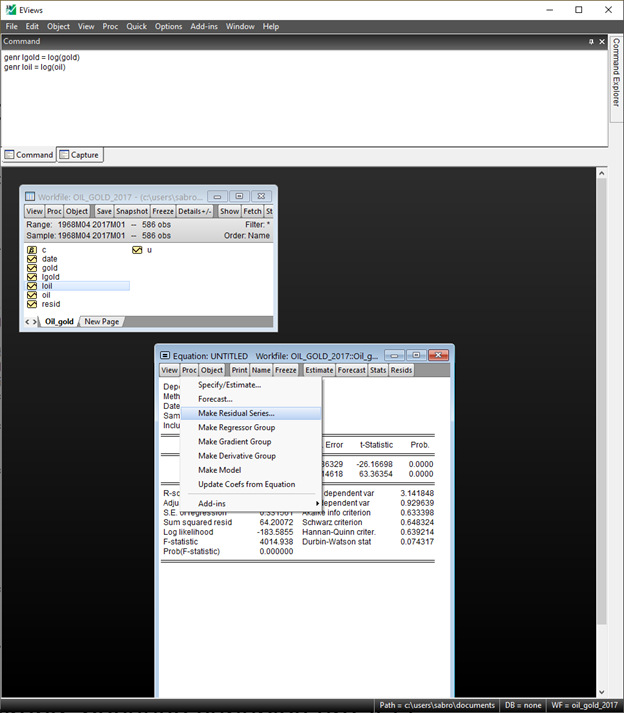 EViews
File Edit Object View Proc Quick Options Add-ins Window Help
Command
genr lgold = log(gold)
genr loil = log(oil)
Command Explorer
Command Capture
Workfile: OIL_GOLD_2017 - (c:\users\sabro...
View Proc Object Save Snapshot Freeze Details+/- Show Fetch St
Range: 1968M04 2017M01 -- 586 obs Filter: *
Sample: 1968M04 2017M01 -- 586 obs Order: Name
c u
date
gold
lgold
loil
oil
resid
Oil_gold New Page
Equation: UNTITLED Workfile: OIL_GOLD_2017::Oil_g...
View Proc Object Print Name Freeze Estimate Forecast Stats Resids
Depe
Meth
Date
Sam
Inclu
Specify/Estimate...
Forecast...
Make Residual Series...
Make Regressor Group
Make Gradient Group
Make Derivative Group
Make Model
Update Coefs from Equation
Add-ins
Error t-Statistic Prob.
36329 -26.16698 0.0000
14618 63.36354 0.0000
R-sq dependent var 3.141848
Adju dependent var 0.929639
S.E. of regression 0.331561 Akaike info criterion 0.633398
Sum squared resid 64.20072 Schwarz criterion 0.648324
Log likelihood -183.5855 Hannan-Quinn criter. 0.639214
F-statistic 4014.938 Durbin-Watson stat 0.074317
Prob(F-statistic) 0.000000
Path = c:\users\sabro\documents DB = none WF = oil_gold_2017